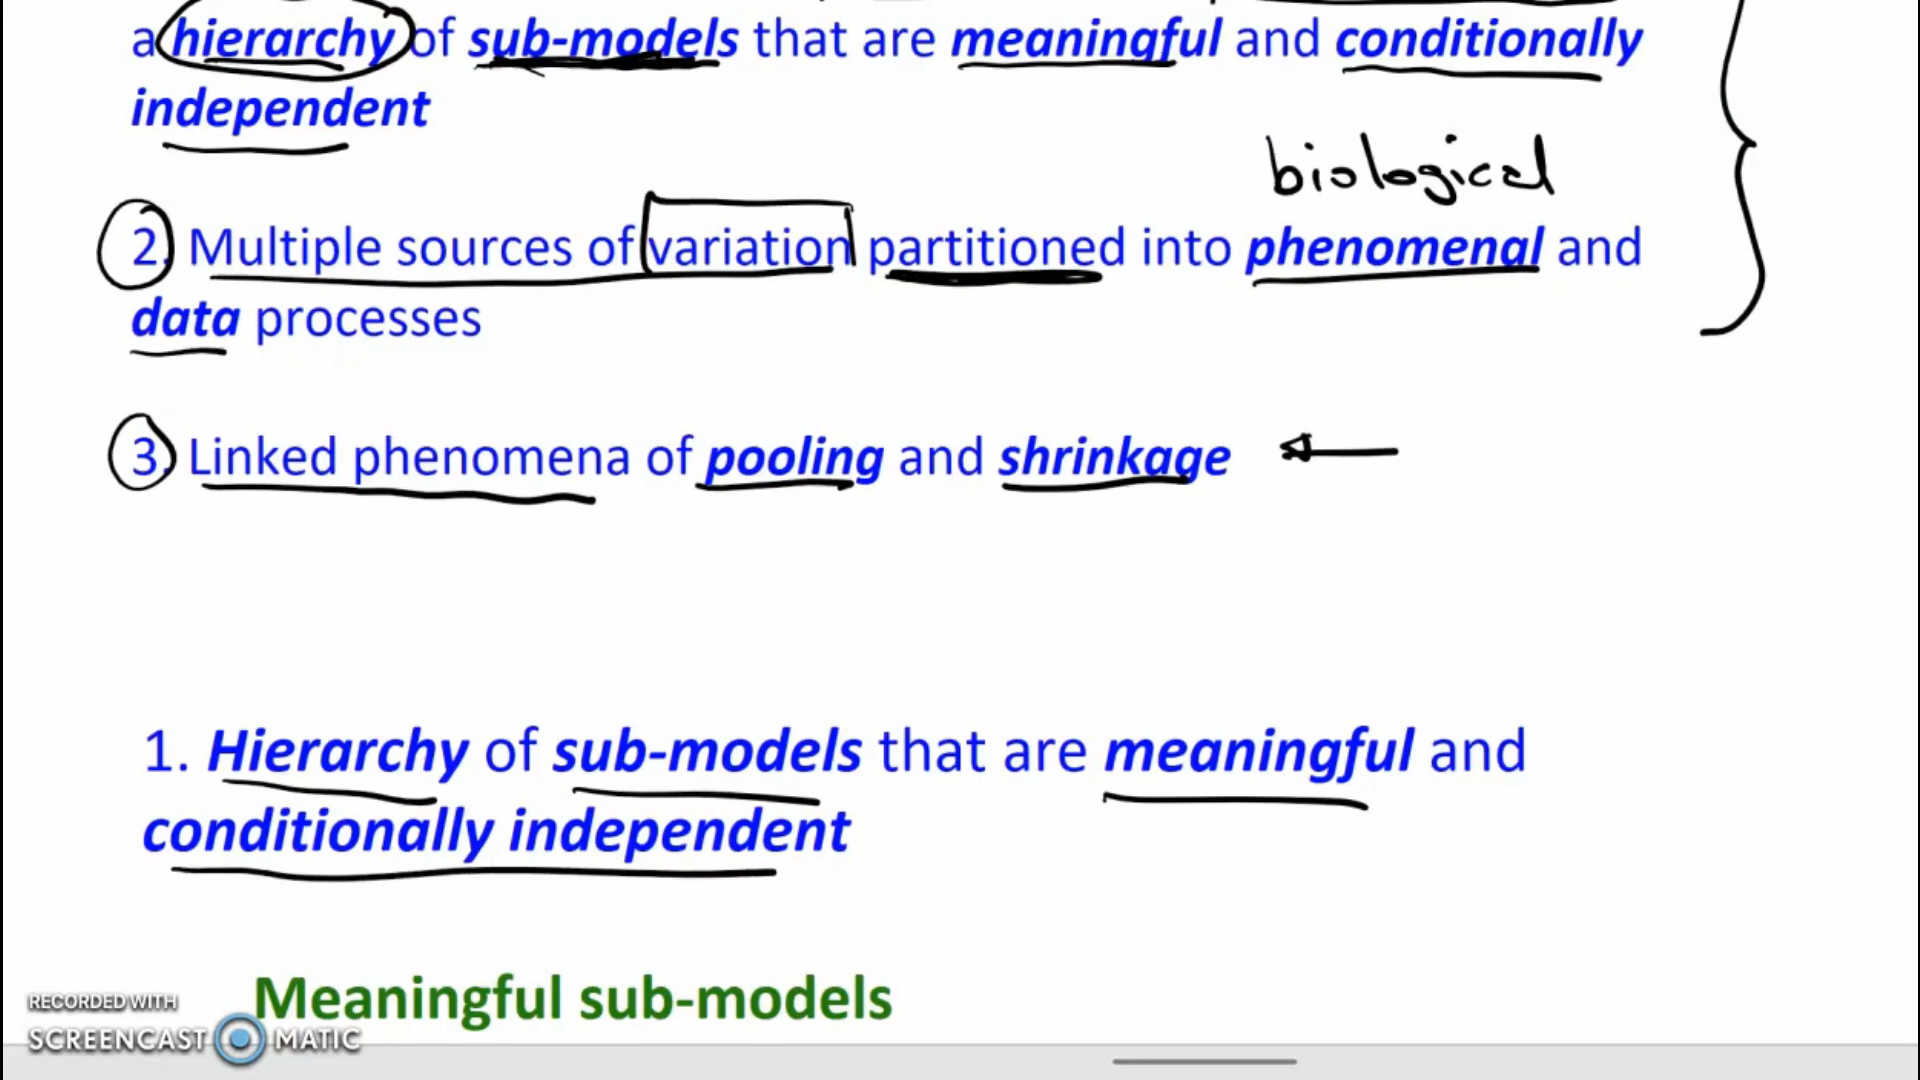 a hierarchy of sub-models that are meaningful and conditionally
independent
biological
2. Multiple sources of variation partitioned into phenomenal and
data processes
3. Linked phenomena of pooling and shrinkage
1. Hierarchy of sub-models that are meaningful and
conditionally independent
Meaningful sub-models
RECORDED WITH
SCREENCAST MATIC